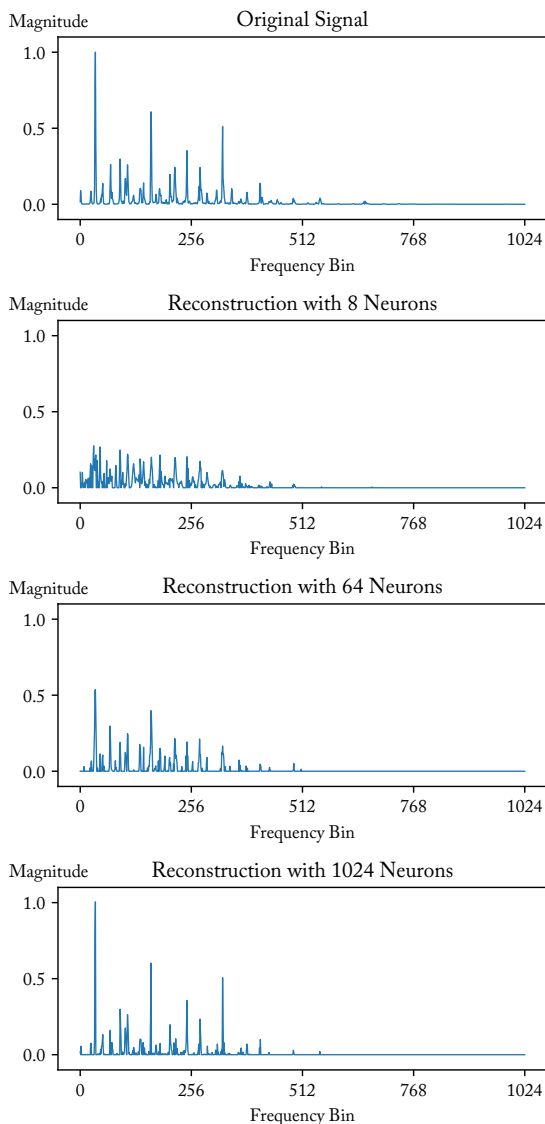 Magnitude Original Signal
1.0
0.5
0.0
0 256 512 768 1024
Frequency Bin
Magnitude Reconstruction with 8 Neurons
1.0
0.5
0.0
0 256 512 768 1024
Frequency Bin
Magnitude Reconstruction with 64 Neurons
1.0
0.5
0.0
0 256 512 768 1024
Frequency Bin
Magnitude Reconstruction with 1024 Neurons
1.0
0.5
0.0
0 256 512 768 1024
Frequency Bin